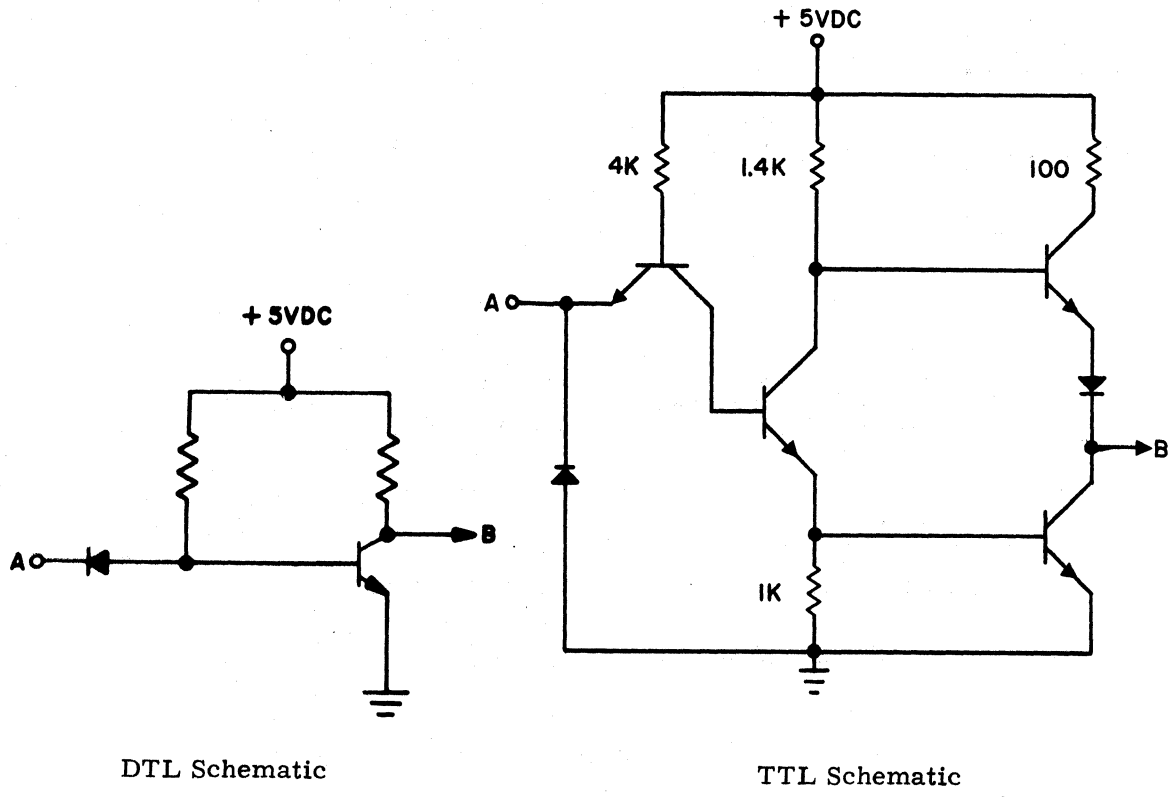 + 5VDC
4K
1.4K
100
A
B
1K
TTL Schematic
+ 5VDC
A
B
DTL Schematic